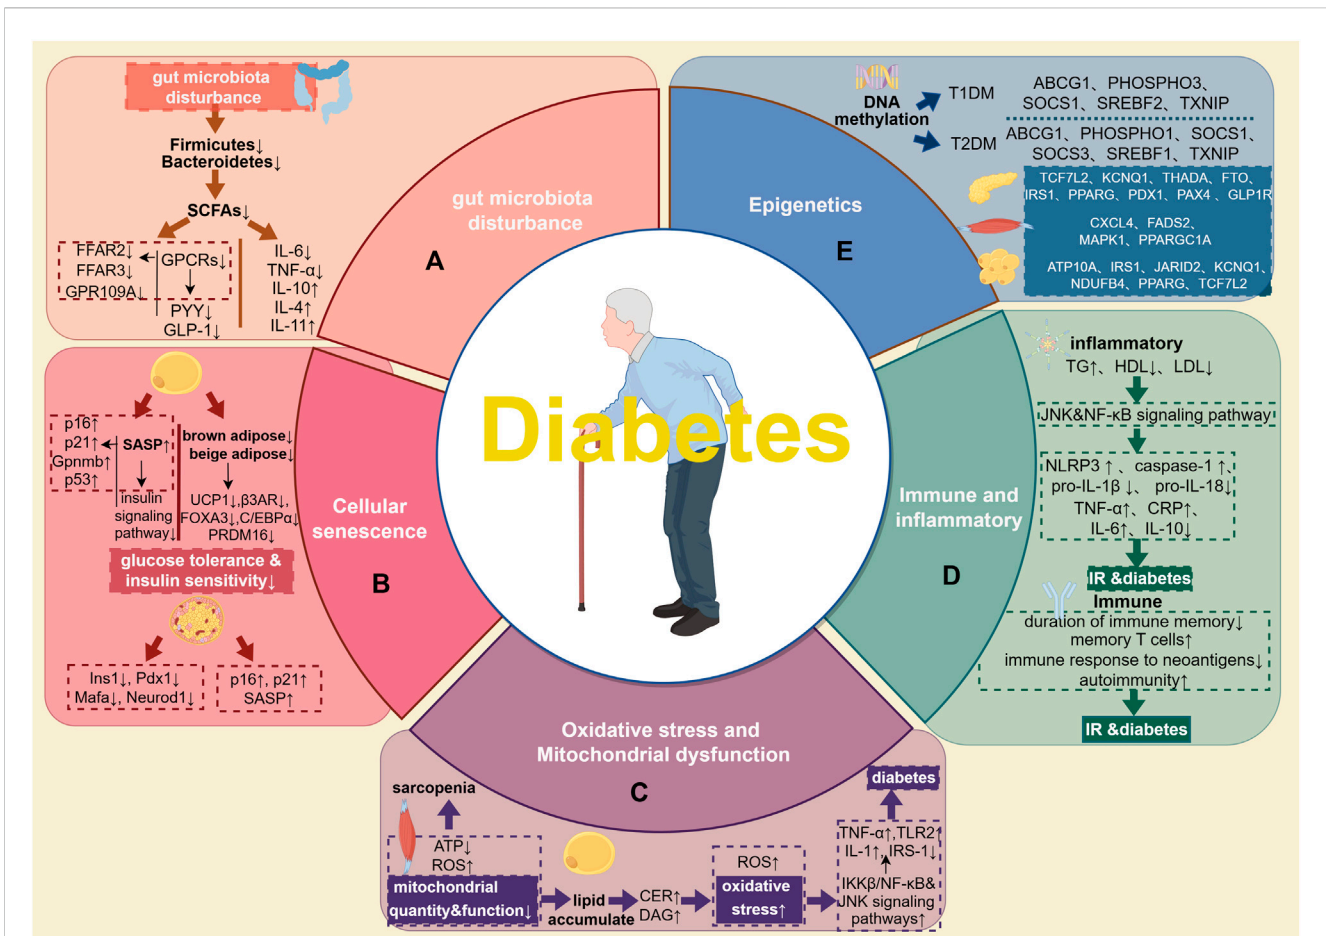 gut microbiota
disturbance
Firmicutes↓
Bacteroidetes↓
SCFAs↓
FFAR2↓
FFAR3↓
GPR109A↓
GPCRs↓
PYY↓
GLP-1↓
IL-6↓
TNF-α↓
IL-10↑
IL-4↑
IL-11↑
gut microbiota
disturbance
A
Epigenetics
E
DNA
methylation
T1DM
ABCG1、PHOSPHO3、
SOCS1、SREBF2、TXNIP
T2DM
ABCG1、PHOSPHO1、SOCS1、
SOCS3、SREBF1、TXNIP
TCF7L2、KCNQ1、THADA、FTO、
IRS1、PPARG、PDX1、PAX4 、GLP1R
CXCL4、FADS2、
MAPK1、PPARGC1A
ATP10A、IRS1、JARID2、KCNQ1、
NDUFB4、PPARG、TCF7L2
Diabetes
p16↑
p21↑
Gpnmb↑
p53↑
SASP↑
insulin
signaling
pathway↓
brown adipose↓
beige adipose↓
UCP1↓,β3AR↓,
FOXA3↓,C/EBPα↓
PRDM16↓
glucose tolerance &
insulin sensitivity↓
Ins1↓, Pdx1↓
Mafa↓, Neurod1↓
p16↑, p21↑
SASP↑
Cellular
senescence
B
Immune and
inflammatory
D
inflammatory
TG↑、HDL↓、LDL↓
JNK&NF-κB signaling pathway
NLRP3 ↑ 、caspase-1 ↑、
pro-IL-1β ↓、 pro-IL-18↓
TNF-α↑、CRP↑、
IL-6↑、IL-10↓
IR &diabetes
Immune
duration of immune memory↓
memory T cells↑
immune response to neoantigens↓
autoimmunity↑
IR &diabetes
Oxidative stress and
Mitochondrial dysfunction
C
sarcopenia
ATP↓
ROS↑
mitochondrial
quantity&function↓
lipid
accumulate
CER↑
DAG↑
ROS↑
oxidative
stress↑
diabetes
TNF-α↑,TLR2↑
IL-1↑, IRS-1↓
IKKβ/NF-κB&
JNK signaling
pathways↑